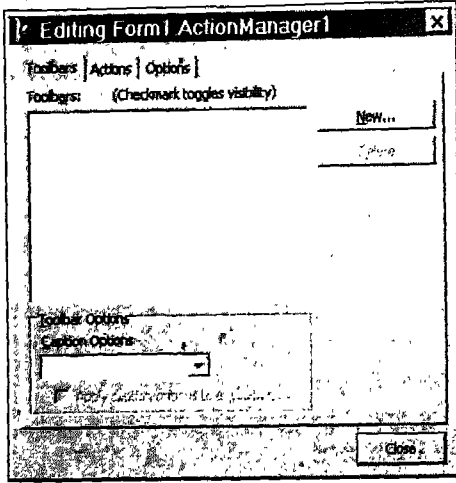 Editing Form1.ActionManager1
Toolbars Actions Options
Toolbars: (Checkmark toggles visibility)
New...
Toolbar Options
Caption Options
Close